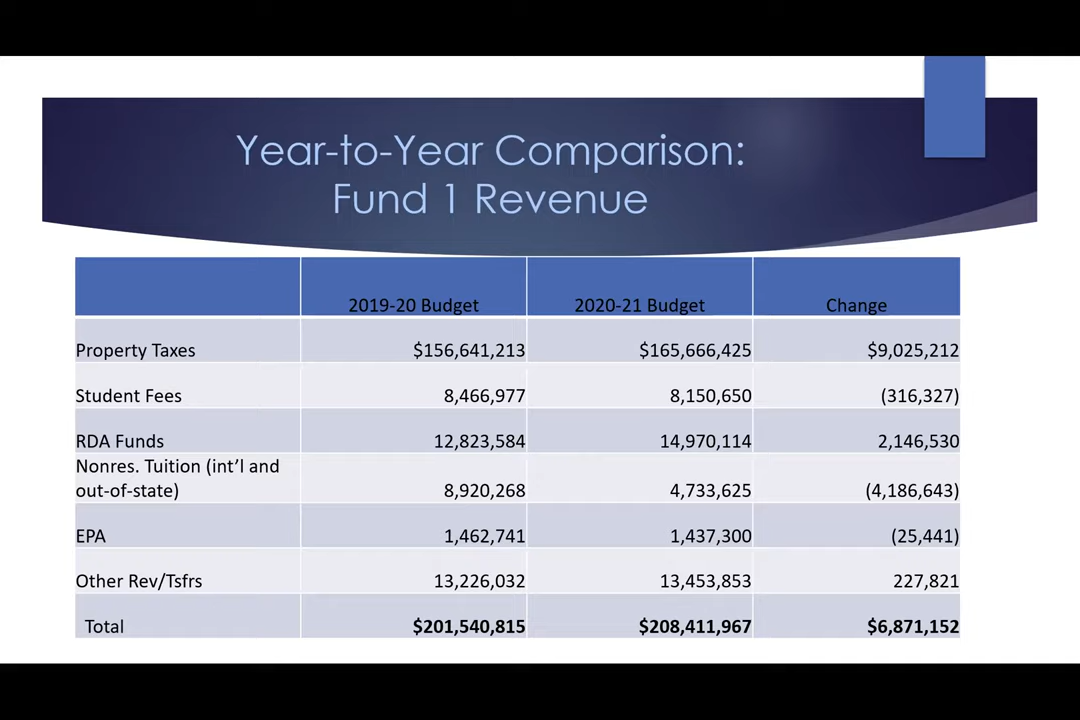 Year-to-Year Comparison:
Fund 1 Revenue
2019-20 Budget 2020-21 Budget Change
Property Taxes $156,641,213 $165,666,425 $9,025,212
Student Fees 8,466,977 8,150,650 (316,327)
RDA Funds 12,823,584 14,970,114 2,146,530
Nonres. Tuition (int’l and
out-of-state) 8,920,268 4,733,625 (4,186,643)
EPA 1,462,741 1,437,300 (25,441)
Other Rev/Tsfrs 13,226,032 13,453,853 227,821
Total $201,540,815 $208,411,967 $6,871,152